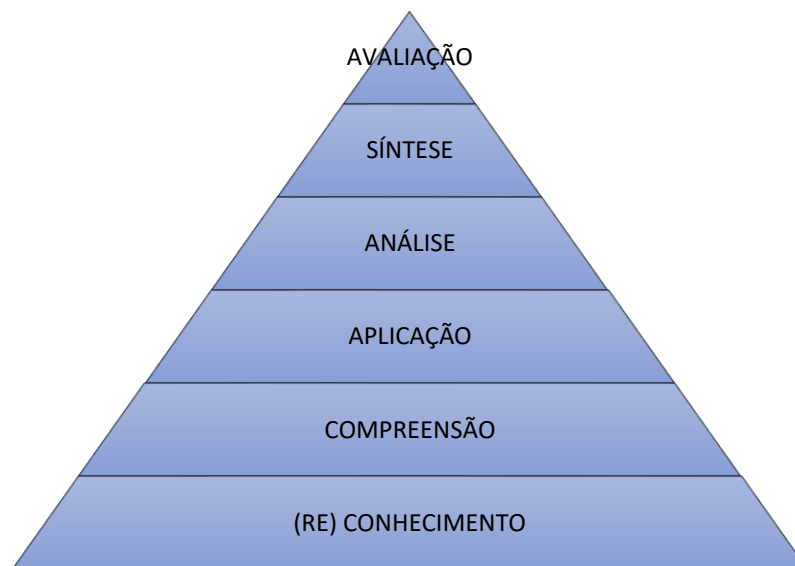 AVALIAÇÃO
SÍNTESE
ANÁLISE
APLICAÇÃO
COMPREENSÃO
(RE) CONHECIMENTO